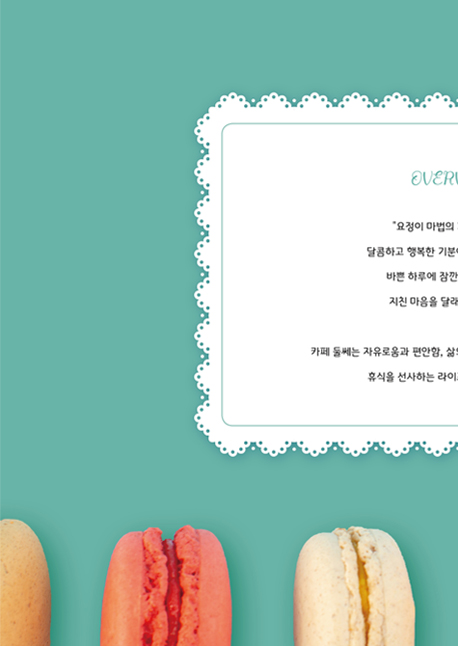 OVERV
"요정이 마법의
달콤하고 행복한 기분
바쁜 하루에 잠깐
지친 마음을 달래
카페 둘쎄는 자유로움과 편안함, 삶
휴식을 선사하는 라이